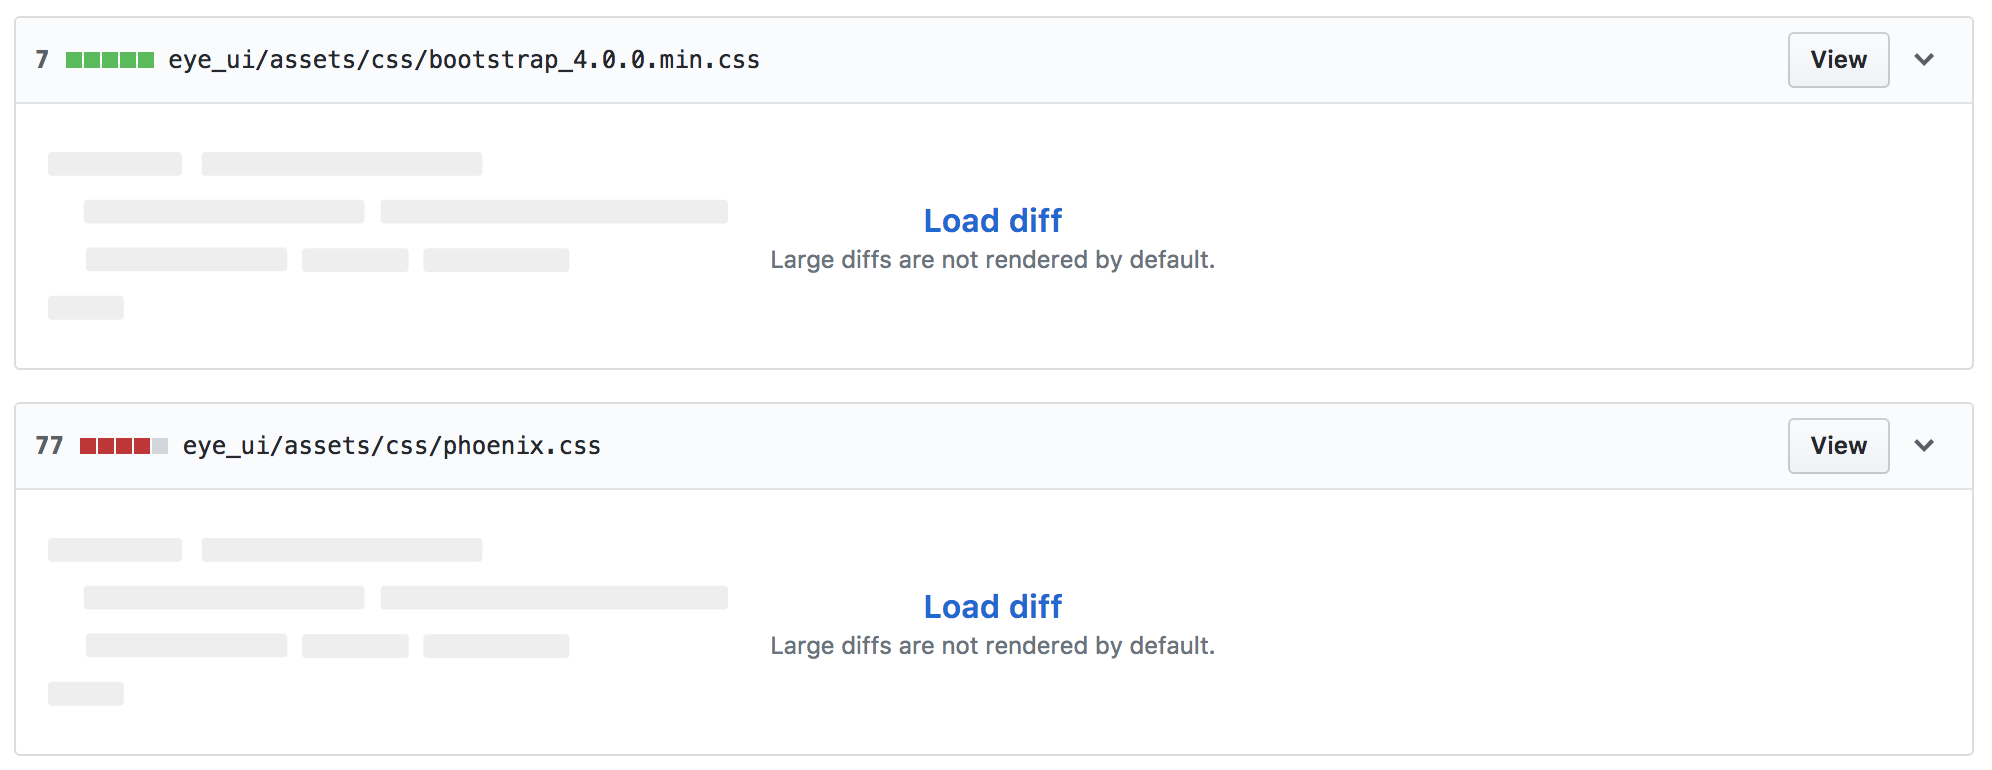 7 eye_ui/assets/css/bootstrap_4.0.0.min.css View
Load diff
Large diffs are not rendered by default.
77 eye_ui/assets/css/phoenix.css View
Load diff
Large diffs are not rendered by default.